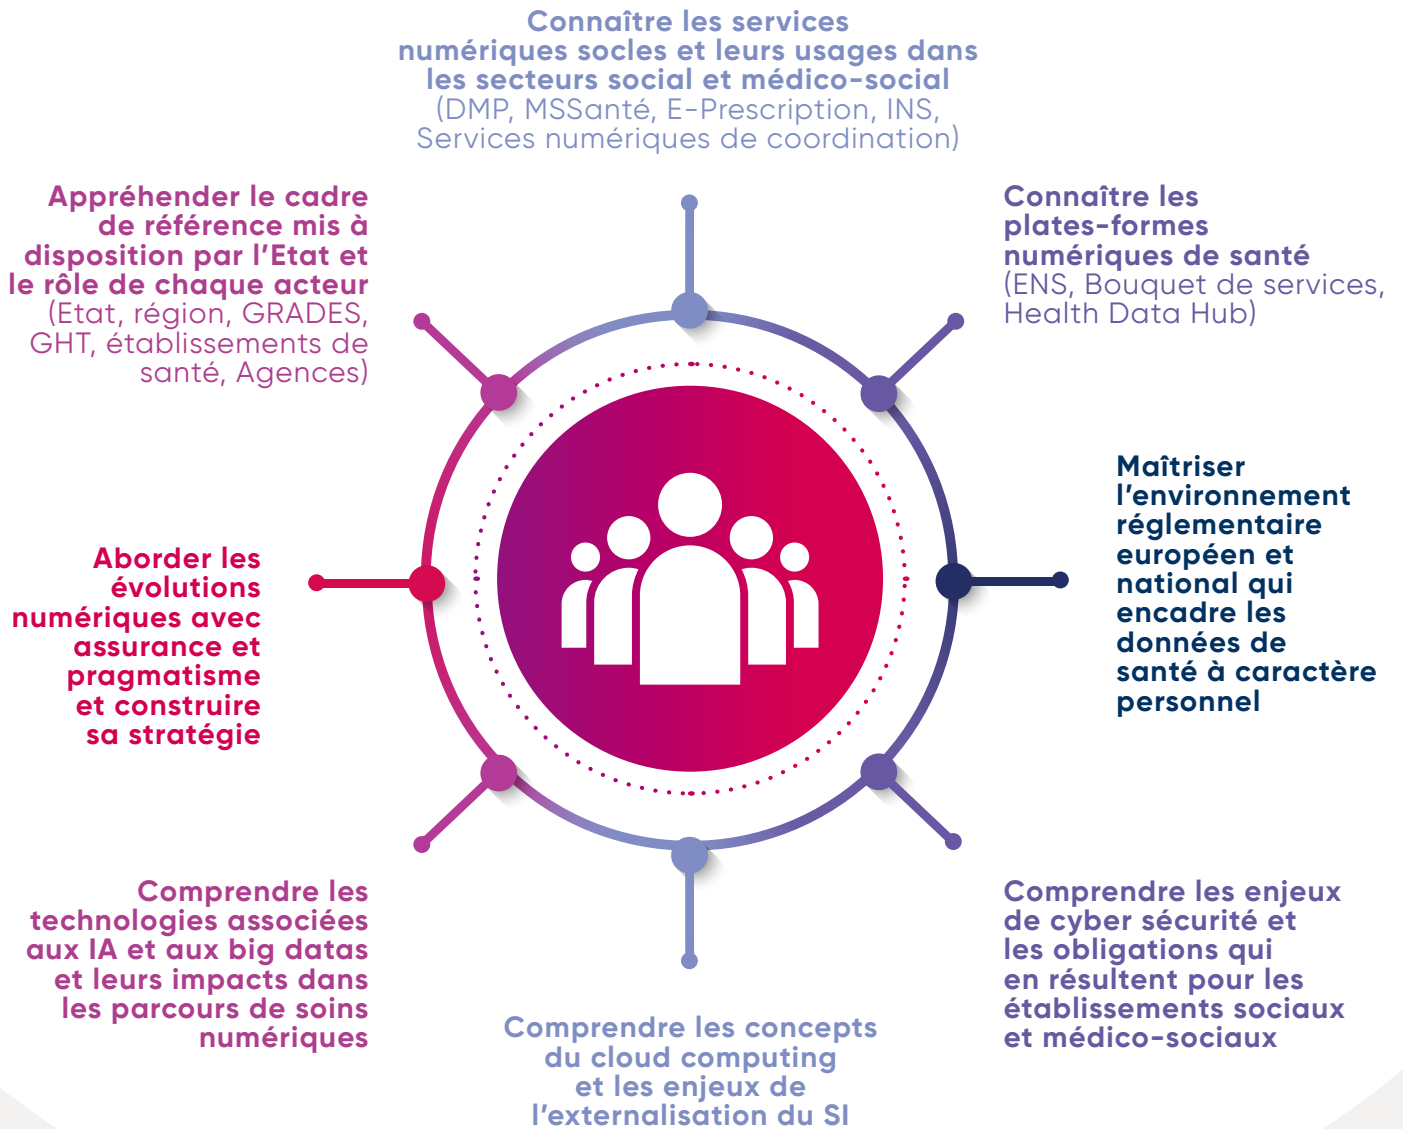 Connaître les services
numériques socles et leurs usages dans
les secteurs social et médico-social
(DMP, MSSanté, E-Prescription, INS,
Services numériques de coordination)
Connaître les
plates-formes
numériques de santé
(ENS, Bouquet de services,
Health Data Hub)
Maîtriser
l'environnement
réglementaire
européen et
national qui
encadre les
données de
santé à caractère
personnel
Comprendre les enjeux
de cyber sécurité et
les obligations qui
en résultent pour les
établissements sociaux
et médico-sociaux
Comprendre les concepts
du cloud computing
et les enjeux de
l'externalisation du SI
Comprendre les
technologies associées
aux IA et aux big datas
et leurs impacts dans
les parcours de soins
numériques
Aborder les
évolutions
numériques avec
assurance et
pragmatisme
et construire
sa stratégie
Appréhender le cadre
de référence mis à
disposition par l'Etat et
le rôle de chaque acteur
(Etat, région, GRADES,
GHT, établissements de
santé, Agences)